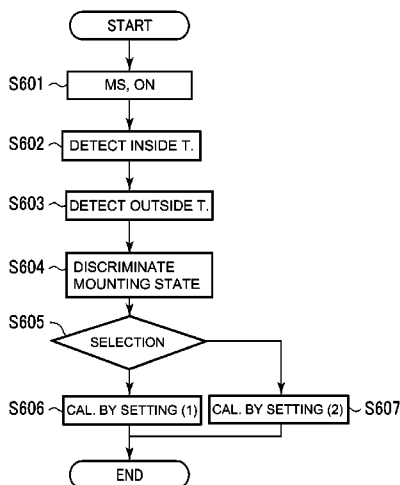 START
S601 MS, ON
S602 DETECT INSIDE T.
S603 DETECT OUTSIDE T.
S604 DISCRIMINATE
MOUNTING STATE
S605 SELECTION
S606 CAL. BY SETTING (1) CAL. BY SETTING (2) S607
END